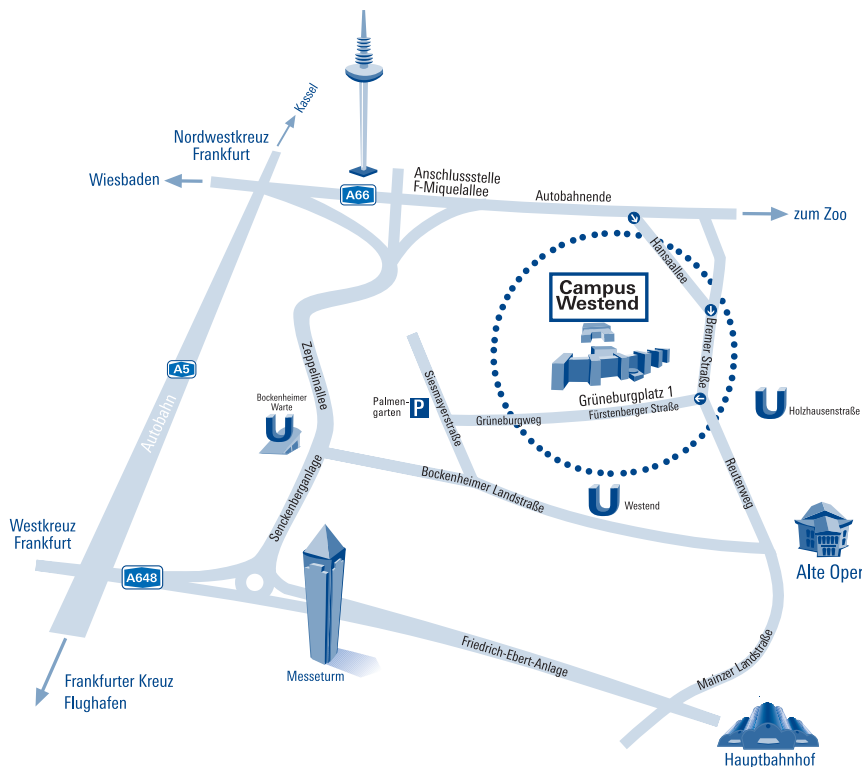 Kassel
Nordwestkreuz
Frankfurt
Wiesbaden
A66
Anschlussstelle
F-Miquelallee
Autobahnende
zum Zoo
Hansaallee
Campus
Westend
Bremer Straße
Zeppelinallee
A5
Autobahn
Siesmayerstraße
Bockenheimer
Warte
U
Palmen-
garten
P
Grüneburgplatz 1
Grüneburgweg
Fürstenberger Straße
U
Holzhausenstraße
Senckenberganlage
Bockenheimer Landstraße
Reuterweg
U
Westend
Westkreuz
Frankfurt
A648
Alte Oper
Friedrich-Ebert-Anlage
Mainzer Landstraße
Messeturm
Frankfurter Kreuz
Flughafen
Hauptbahnhof